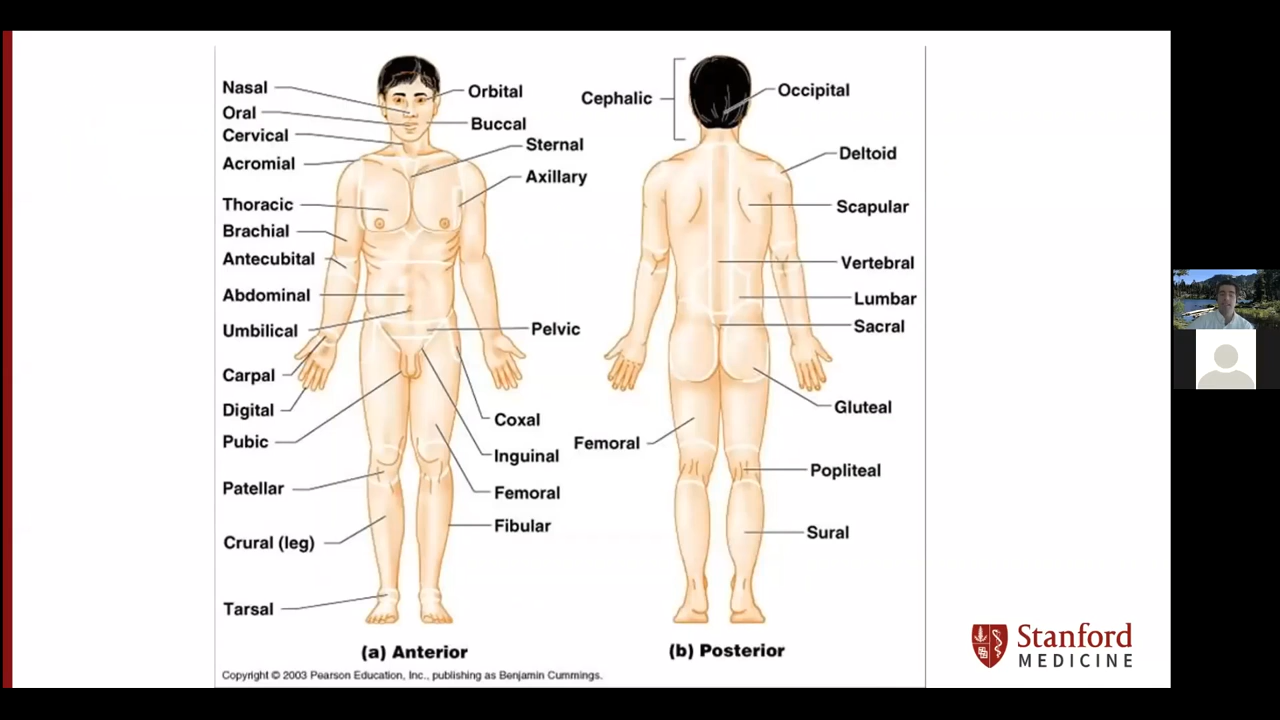 Nasal
Oral
Cervical
Acromial
Thoracic
Brachial
Antecubital
Abdominal
Umbilical
Carpal
Digital
Pubic
Patellar
Crural (leg)
Tarsal
Orbital
Buccal
Sternal
Axillary
Pelvic
Coxal
Inguinal
Femoral
Fibular
(a) Anterior
Cephalic
Femoral
Occipital
Deltoid
Scapular
Vertebral
Lumbar
Sacral
Gluteal
Popliteal
Sural
(b) Posterior
Copyright © 2003 Pearson Education, Inc., publishing as Benjamin Cummings.
Stanford
MEDICINE